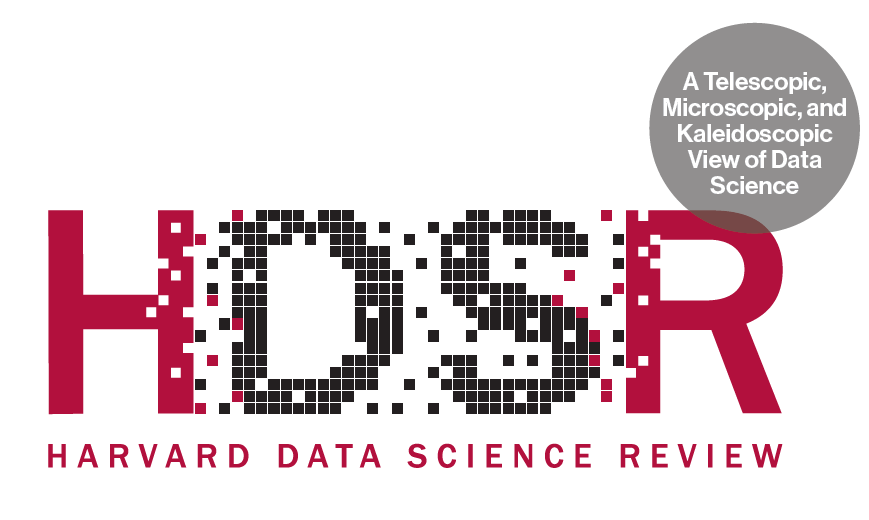 A Telescopic,
Microscopic, and
Kaleidoscopic
View of Data
Science
HDSR
HARVARD DATA SCIENCE REVIEW